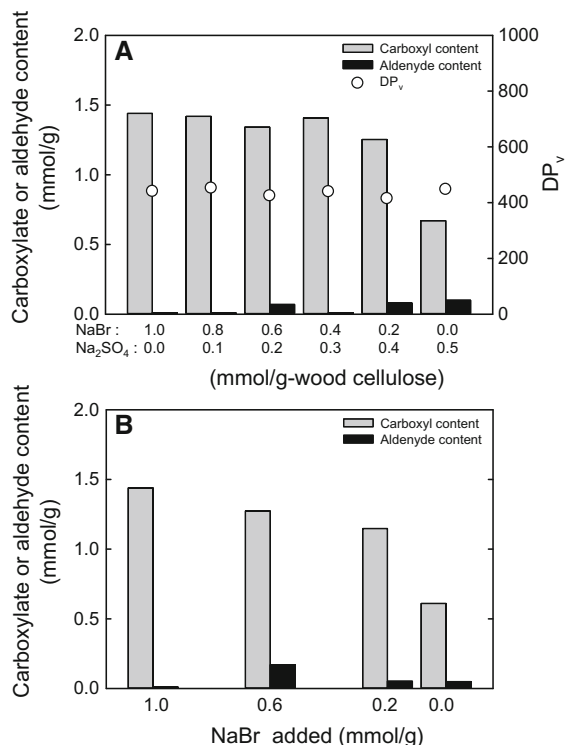 A
Carboxyl content
Aldenyde content
DPv
Carboxylate or aldehyde content
(mmol/g)
2.0
1.5
1.0
0.5
0.0
1000
800
600
400
200
0
DPv
NaBr : 1.0 0.8 0.6 0.4 0.2 0.0
Na2SO4 : 0.0 0.1 0.2 0.3 0.4 0.5
(mmol/g-wood cellulose)
B
Carboxyl content
Aldenyde content
Carboxylate or aldehyde content
(mmol/g)
2.0
1.5
1.0
0.5
0.0
1.0 0.6 0.2 0.0
NaBr added (mmol/g)